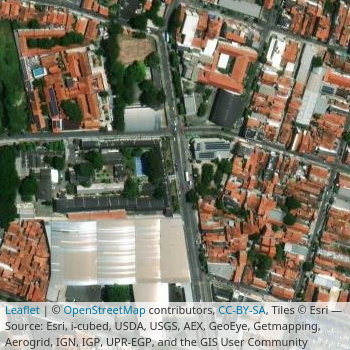 Leaflet | © OpenStreetMap contributors, CC-BY-SA, Tiles © Esri —
Source: Esri, i-cubed, USDA, USGS, AEX, GeoEye, Getmapping,
Aerogrid, IGN, IGP, UPR-EGP, and the GIS User Community